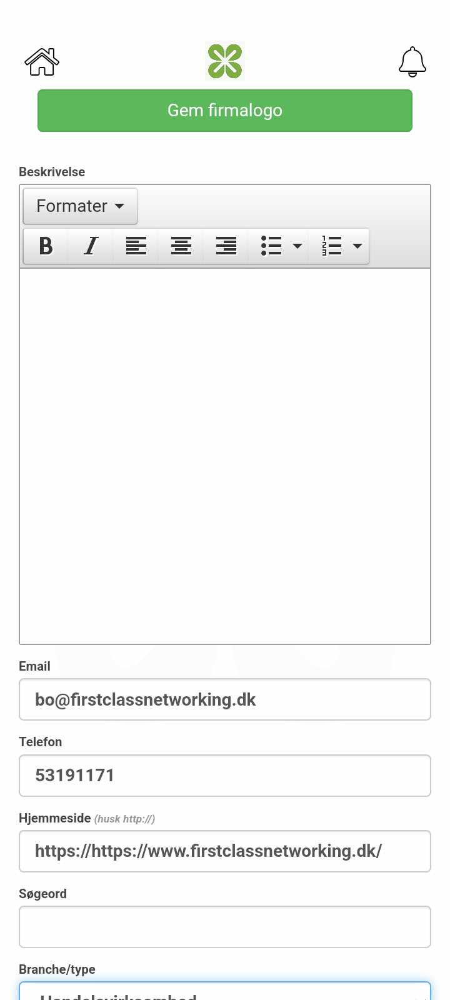 Gem firmalogo
Beskrivelse
Formater
Email
bo@firstclassnetworking.dk
Telefon
53191171
Hjemmeside (husk http://)
https://https://www.firstclassnetworking.dk/
Søgeord
Branche/type
Handelsvirksomhed